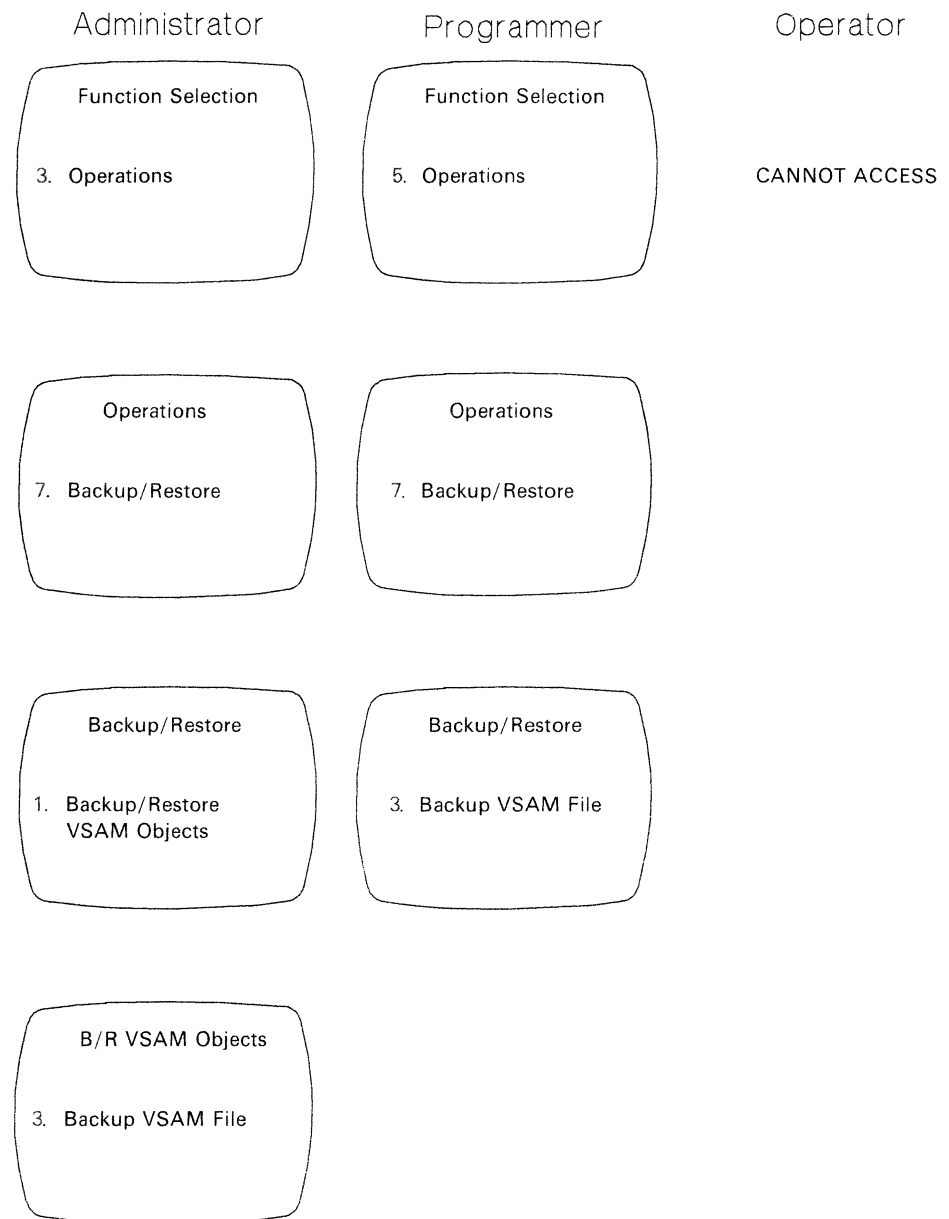 Administrator Programmer Operator
Function Selection Function Selection
3. Operations 5. Operations CANNOT ACCESS
Operations Operations
7. Backup/Restore 7. Backup/Restore
Backup/Restore Backup/Restore
1. Backup/Restore 3. Backup VSAM File
VSAM Objects
B/R VSAM Objects
3. Backup VSAM File